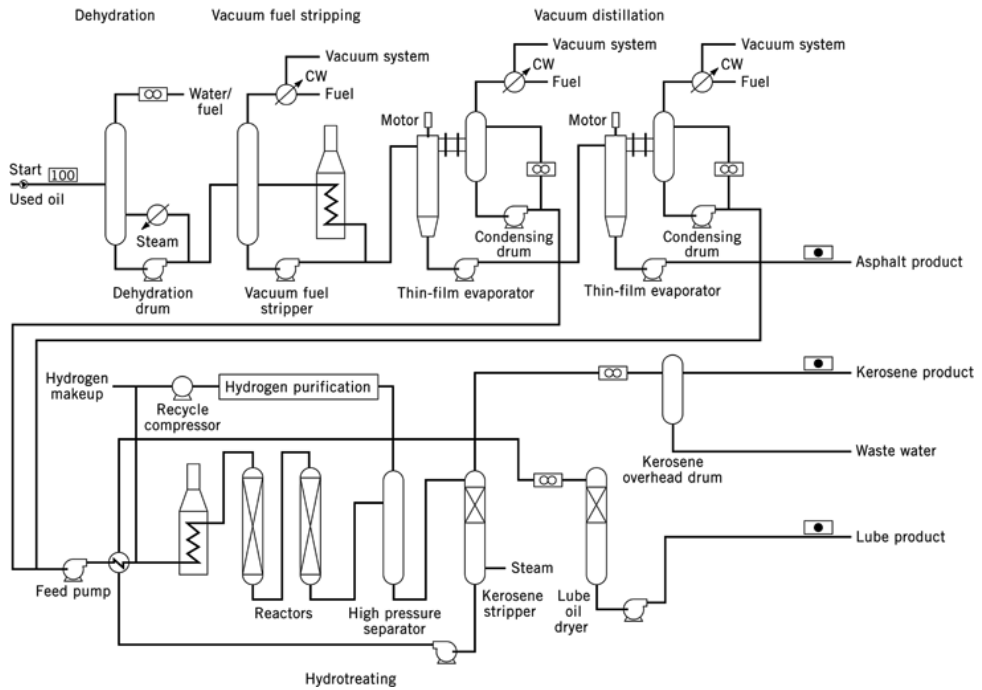 Dehydration
Vacuum fuel stripping
Vacuum distillation
Vacuum system
CW
Fuel
Vacuum system
CW
Fuel
Vacuum system
CW
Fuel
Water/
fuel
Motor
Motor
Start
100
Used oil
Steam
Condensing
drum
Condensing
drum
Asphalt product
Dehydration
drum
Vacuum fuel
stripper
Thin-film evaporator
Thin-film evaporator
Hydrogen
makeup
Recycle
compressor
Hydrogen purification
Kerosene product
Waste water
Kerosene
overhead drum
Lube product
Feed pump
Reactors
High pressure
separator
Steam
Kerosene
stripper
Lube
oil
dryer
Hydrotreating